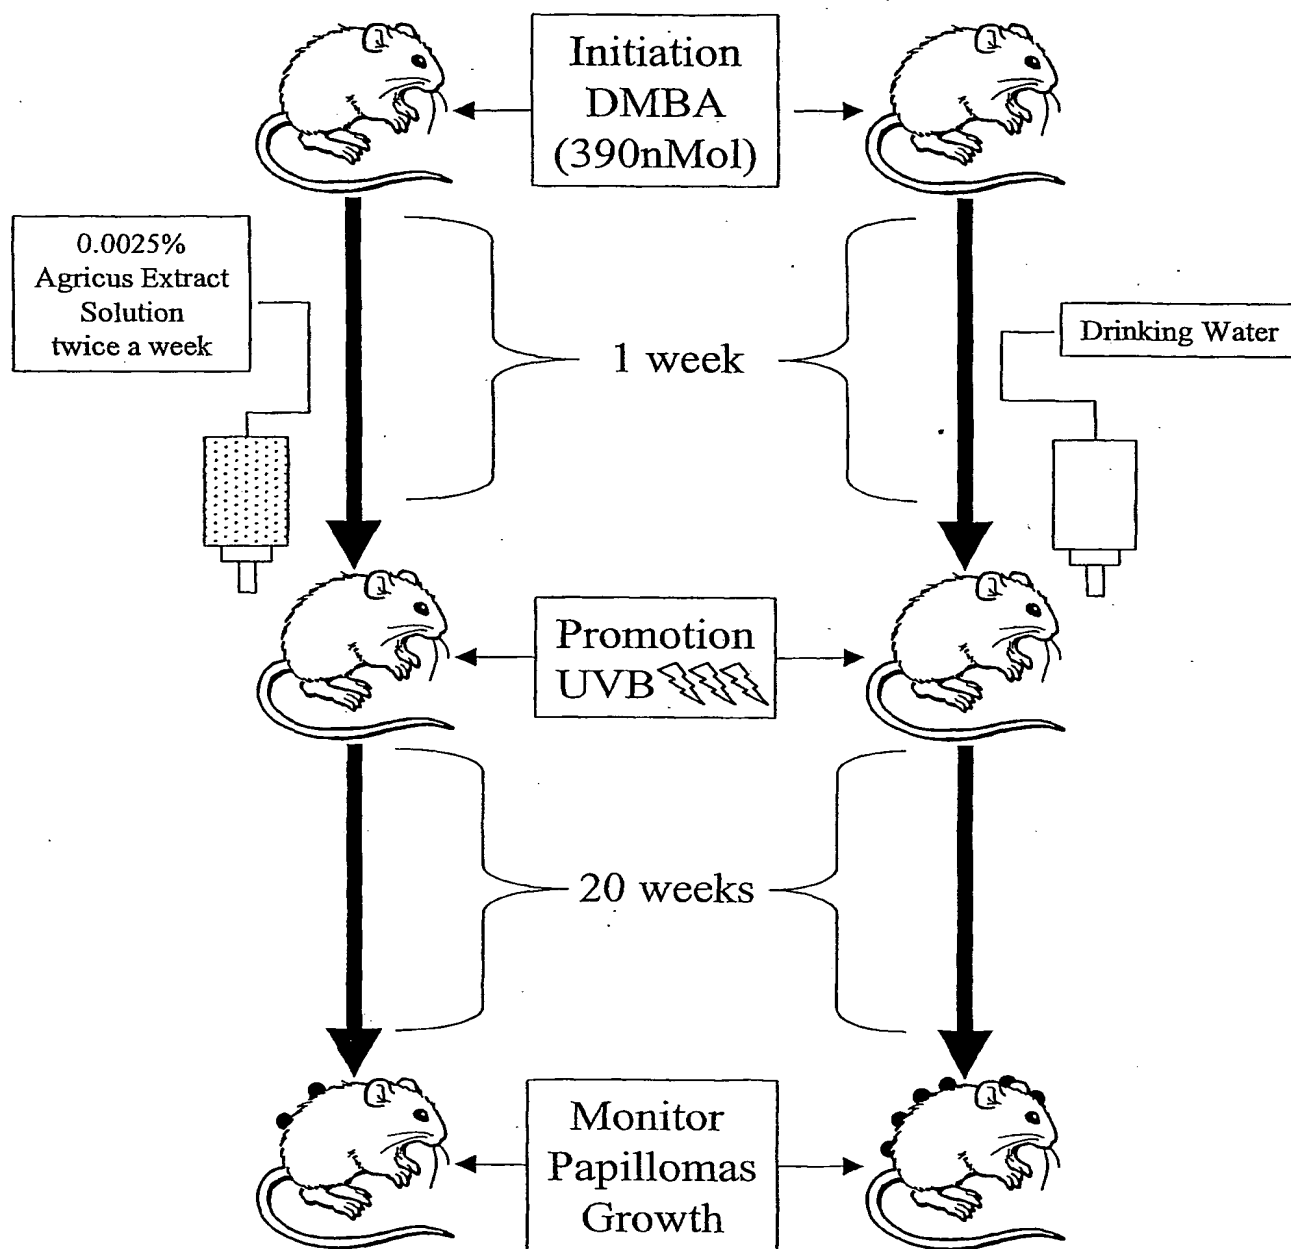 Initiation
DMBA
(390nMol)
0.0025%
Agricus Extract
Solution
twice a week
1 week
Drinking Water
Promotion
UVB
20 weeks
Monitor
Papillomas
Growth